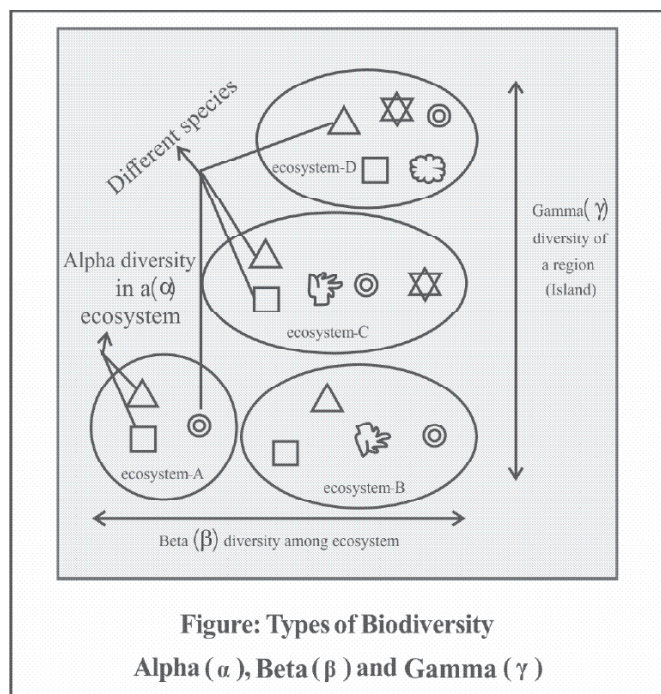 Different species
ecosystem-D
Gamma(γ)
diversity of
a region
(Island)
Alpha diversity
in a(α)
ecosystem
ecosystem-C
ecosystem-A
ecosystem-B
Beta (β) diversity among ecosystem
Figure: Types of Biodiversity
Alpha (α), Beta (β) and Gamma (γ)